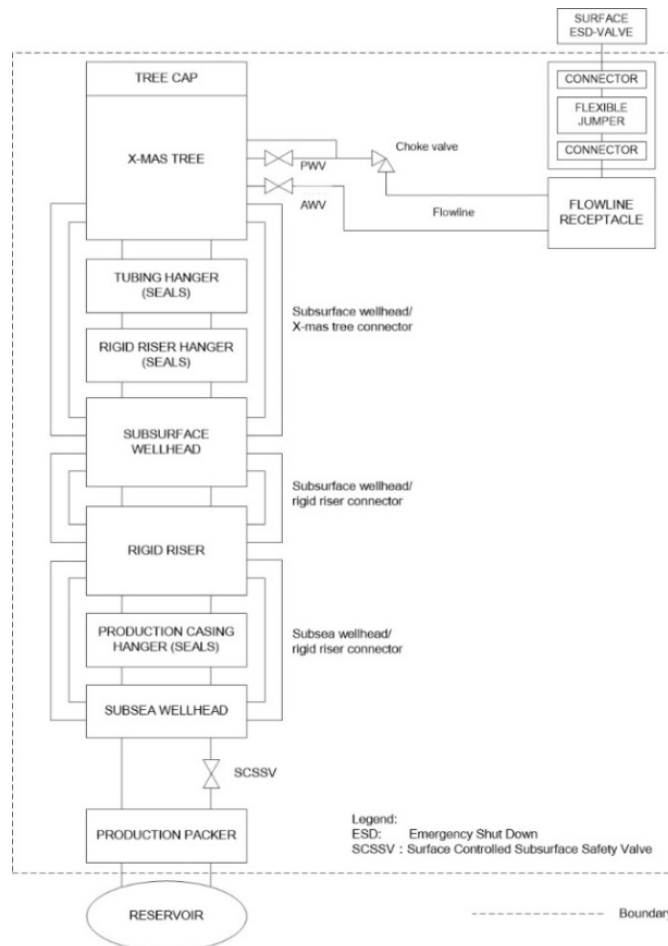 SURFACE
ESD-VALVE
TREE CAP
CONNECTOR
FLEXIBLE
JUMPER
CONNECTOR
X-MAS TREE
Choke valve
PWV
AWV
Flowline
FLOWLINE
RECEPTACLE
TUBING HANGER
(SEALS)
Subsurface wellhead/
X-mas tree connector
RIGID RISER HANGER
(SEALS)
SUBSURFACE
WELLHEAD
Subsurface wellhead/
rigid riser connector
RIGID RISER
PRODUCTION CASING
HANGER (SEALS)
Subsea wellhead/
rigid riser connector
SUBSEA WELLHEAD
SCSSV
PRODUCTION PACKER
Legend:
ESD: Emergency Shut Down
SCSSV : Surface Controlled Subsurface Safety Valve
RESERVOIR
Boundary